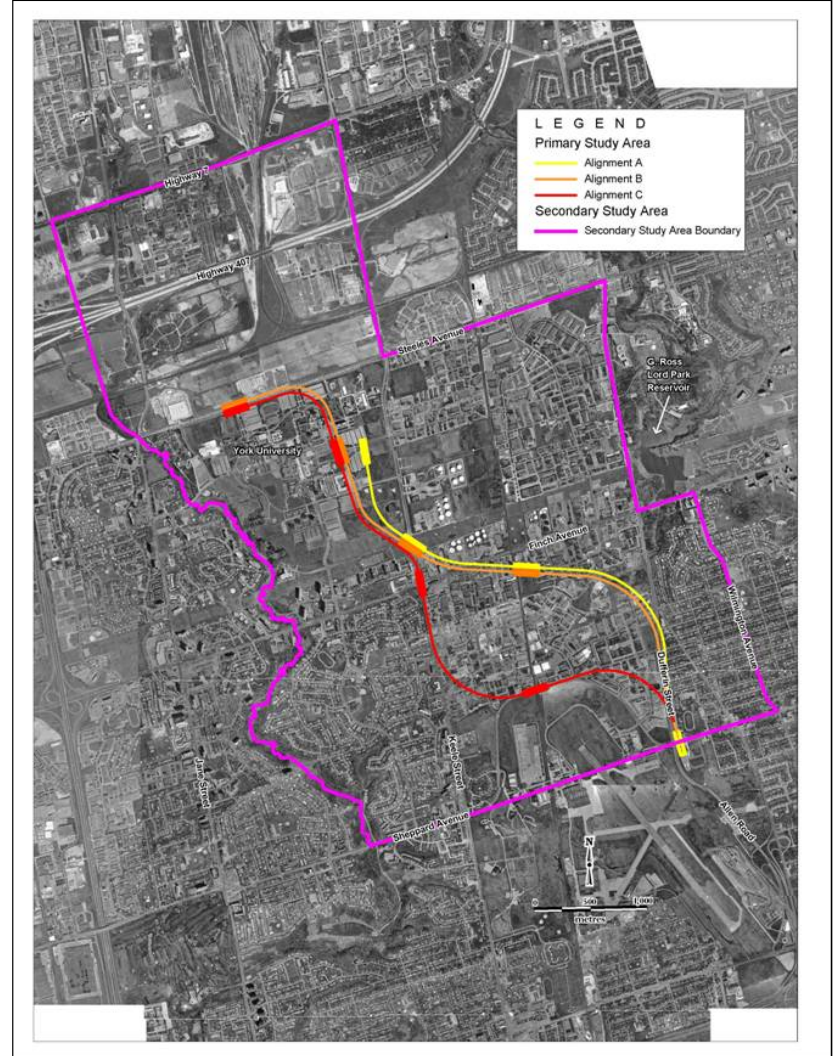 L E G E N D
Primary Study Area
Alignment A
Alignment B
Alignment C
Secondary Study Area
Secondary Study Area Boundary
Highway 7
Highway 407
Steeles Avenue
G. Ross
Lord Park
Reservoir
York University
Finch Avenue
Wilmington Avenue
Dufferin Street
Keele Street
Jane Street
Sheppard Avenue
Allen Road
N
0 500 1,000
metres